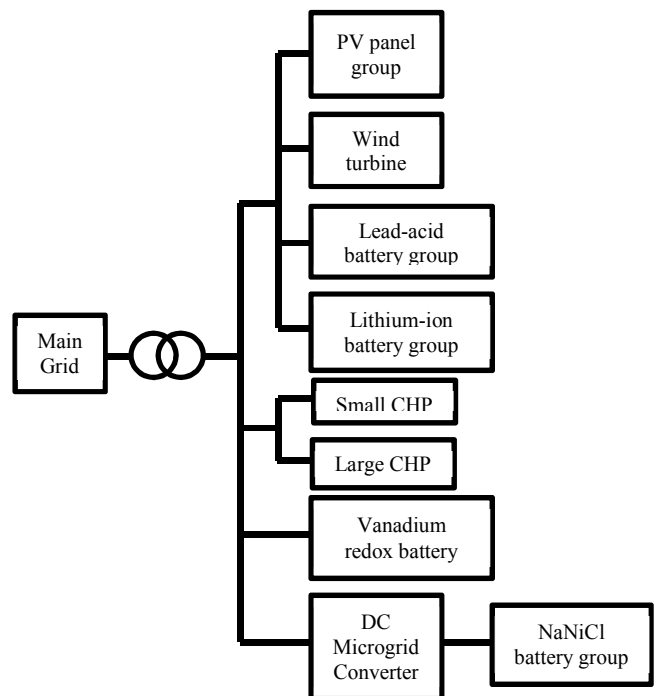 PV panel
group
Wind
turbine
Lead-acid
battery group
Lithium-ion
battery group
Main
Grid
Small CHP
Large CHP
Vanadium
redox battery
DC
Microgrid
Converter
NaNiCl
battery group